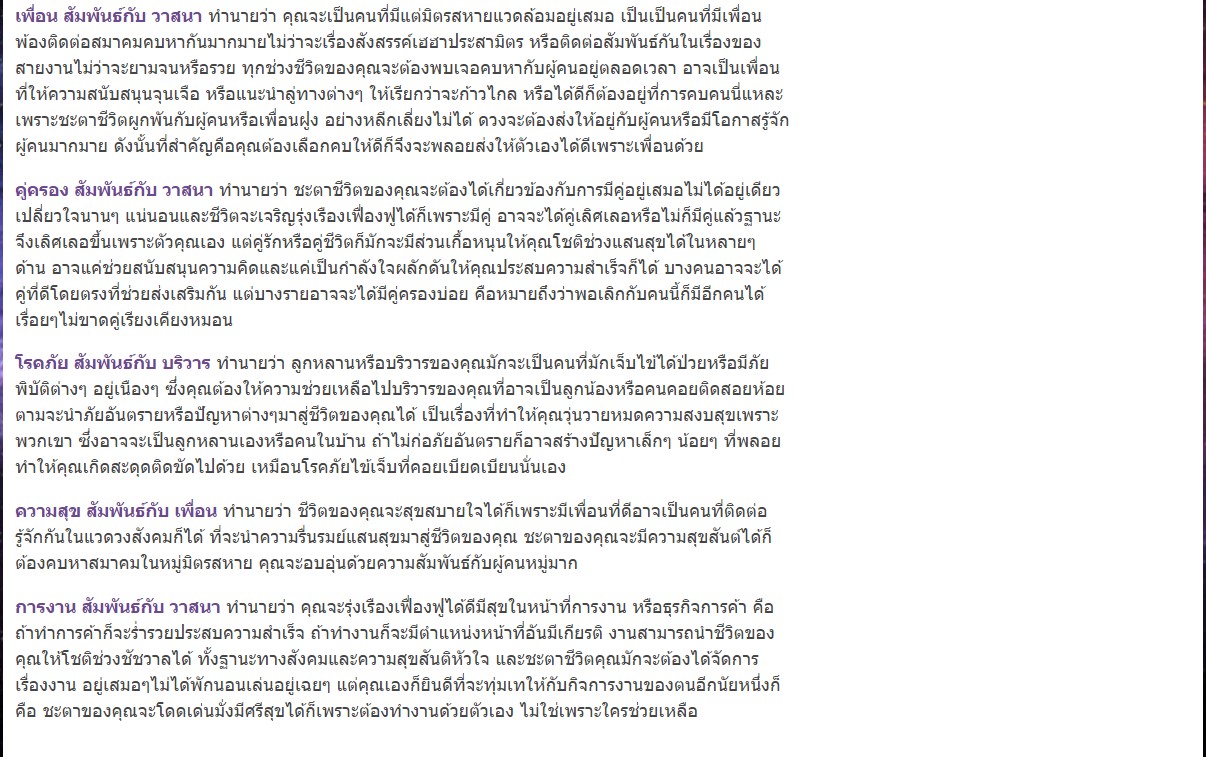 เพื่อน สัมพันธ์กับ วาสนา ทำนายว่า คุณจะเป็นคนที่มีแต่มิตรสหายแวดล้อมอยู่เสมอ เป็นเป็นคนที่มีเพื่อน
พ้องติดต่อสมาคมคบหากันมากมายไม่ว่าจะเรื่องสังสรรค์เฮฮาประสามิตร หรือติดต่อสัมพันธ์กันในเรื่องของ
สายงานไม่ว่าจะยามจนหรือรวย ทุกช่วงชีวิตของคุณจะต้องพบเจอคบหากับผู้คนอยู่ตลอดเวลา อาจเป็นเพื่อน
ที่ให้ความสนับสนุนจุนเจือ หรือแนะนำลู่ทางต่างๆ ให้เรียกว่าจะก้าวไกล หรือได้ดีก็ต้องอยู่ที่การคบคนนี่แหละ
เพราะชะตาชีวิตผูกพันกับผู้คนหรือเพื่อนฝูง อย่างหลีกเลี่ยงไม่ได้ ดวงจะต้องส่งให้อยู่กับผู้คนหรือมีโอกาสรู้จัก
ผู้คนมากมาย ดังนั้นที่สำคัญคือคุณต้องเลือกคบให้ดีก็จึงจะพลอยส่งให้ตัวเองได้ดีเพราะเพื่อนด้วย
คู่ครอง สัมพันธ์กับ วาสนา ทำนายว่า ชะตาชีวิตของคุณจะต้องได้เกี่ยวข้องกับการมีคู่อยู่เสมอไม่ได้อยู่เดียว
เปลี่ยวใจนานๆ แน่นอนและชีวิตจะเจริญรุ่งเรืองเฟื่องฟูได้ก็เพราะมีคู่ อาจจะได้คู่เลิศเลอหรือไม่ก็มีคู่แล้วฐานะ
จึงเลิศเลอขึ้นเพราะตัวคุณเอง แต่คู่รักหรือคู่ชีวิตก็มักจะมีส่วนเกื้อหนุนให้คุณโชติช่วงแสนสุขได้ในหลายๆ
ด้าน อาจแค่ช่วยสนับสนุนความคิดและแค่เป็นกำลังใจผลักดันให้คุณประสบความสำเร็จก็ได้ บางคนอาจจะได้
คู่ที่ดีโดยตรงที่ช่วยส่งเสริมกัน แต่บางรายอาจจะได้มีคู่ครองบ่อย คือหมายถึงว่าพอเลิกกับคนนี้ก็มีอีกคนได้
เรื่อยๆไม่ขาดคู่เรียงเคียงหมอน
โรคภัย สัมพันธ์กับ บริวาร ทำนายว่า ลูกหลานหรือบริวารของคุณมักจะเป็นคนที่มักเจ็บไข้ได้ป่วยหรือมีภัย
พิบัติต่างๆ อยู่เนืองๆ ซึ่งคุณต้องให้ความช่วยเหลือไปบริวารของคุณที่อาจเป็นลูกน้องหรือคนคอยติดสอยห้อย
ตามจะนำภัยอันตรายหรือปัญหาต่างๆมาสู่ชีวิตของคุณได้ เป็นเรื่องที่ทำให้คุณวุ่นวายหมดความสงบสุขเพราะ
พวกเขา ซึ่งอาจจะเป็นลูกหลานเองหรือคนในบ้าน ถ้าไม่ก่อภัยอันตรายก็อาจสร้างปัญหาเล็กๆ น้อยๆ ที่พลอย
ทำให้คุณเกิดสะดุดติดขัดไปด้วย เหมือนโรคภัยไข้เจ็บที่คอยเบียดเบียนนั่นเอง
ความสุข สัมพันธ์กับ เพื่อน ทำนายว่า ชีวิตของคุณจะสุขสบายใจได้ก็เพราะมีเพื่อนที่ดีอาจเป็นคนที่ติดต่อ
รู้จักกันในแวดวงสังคมก็ได้ ที่จะนำความรื่นรมย์แสนสุขมาสู่ชีวิตของคุณ ชะตาของคุณจะมีความสุขสันต์ได้ก็
ต้องคบหาสมาคมในหมู่มิตรสหาย คุณจะอบอุ่นด้วยความสัมพันธ์กับผู้คนหมู่มาก
การงาน สัมพันธ์กับ วาสนา ทำนายว่า คุณจะรุ่งเรืองเฟื่องฟูได้ดีมีสุขในหน้าที่การงาน หรือธุรกิจการค้า คือ
ถ้าทำการค้าก็จะร่ำรวยประสบความสำเร็จ ถ้าทำงานก็จะมีตำแหน่งหน้าที่อันมีเกียรติ งานสามารถนำชีวิตของ
คุณให้โชติช่วงชัชวาลได้ ทั้งฐานะทางสังคมและความสุขสันติหัวใจ และชะตาชีวิตคุณมักจะต้องได้จัดการ
เรื่องงาน อยู่เสมอๆไม่ได้พักนอนเล่นอยู่เฉยๆ แต่คุณเองก็ยินดีที่จะทุ่มเทให้กับกิจการงานของตนอีกนัยหนึ่งก็
คือ ชะตาของคุณจะโดดเด่นมั่งมีศรีสุขได้ก็เพราะต้องทำงานด้วยตัวเอง ไม่ใช่เพราะใครช่วยเหลือ